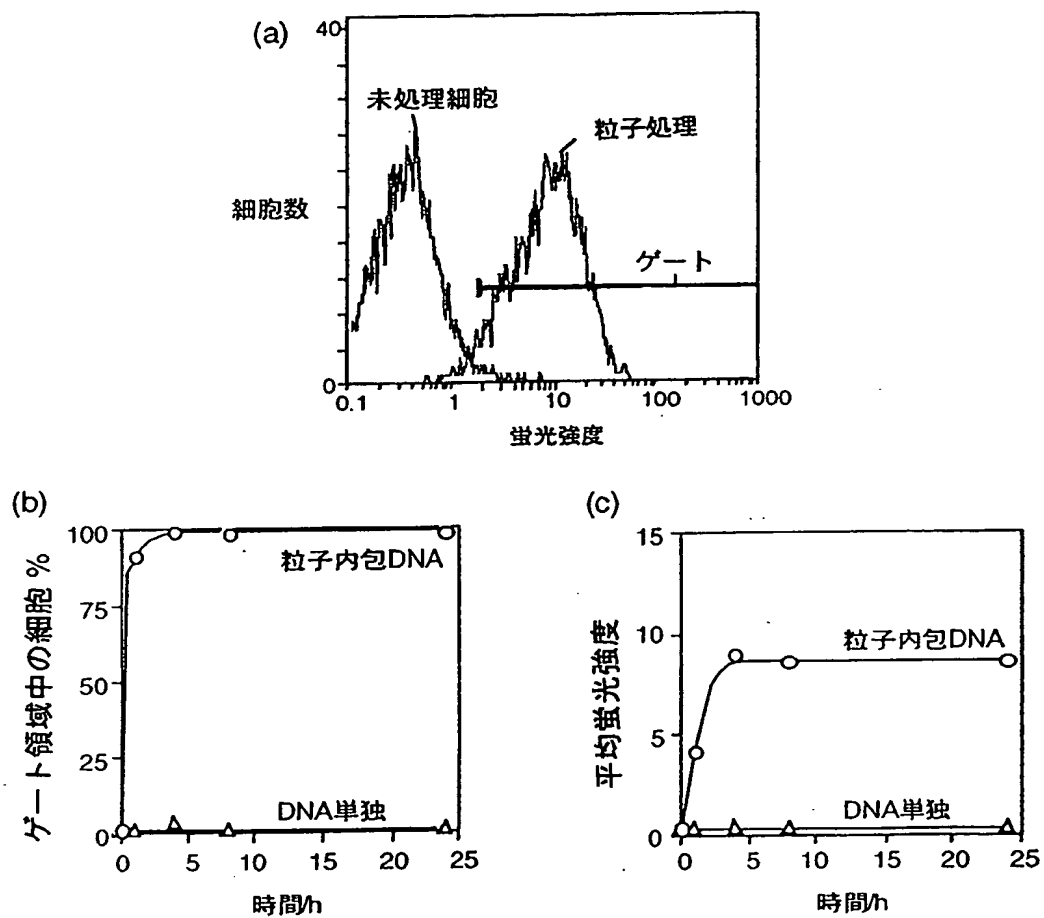 (a)
40
未処理細胞
粒子処理
細胞数
ゲート
0
0.1 1 10 100 1000
蛍光強度
(b)
ゲート領域中の細胞 %
100
75
50
25
0
粒子内包DNA
DNA単独
0 5 10 15 20 25
時間/h
(c)
平均蛍光強度
15
10
5
0
粒子内包DNA
DNA単独
0 5 10 15 20 25
時間/h